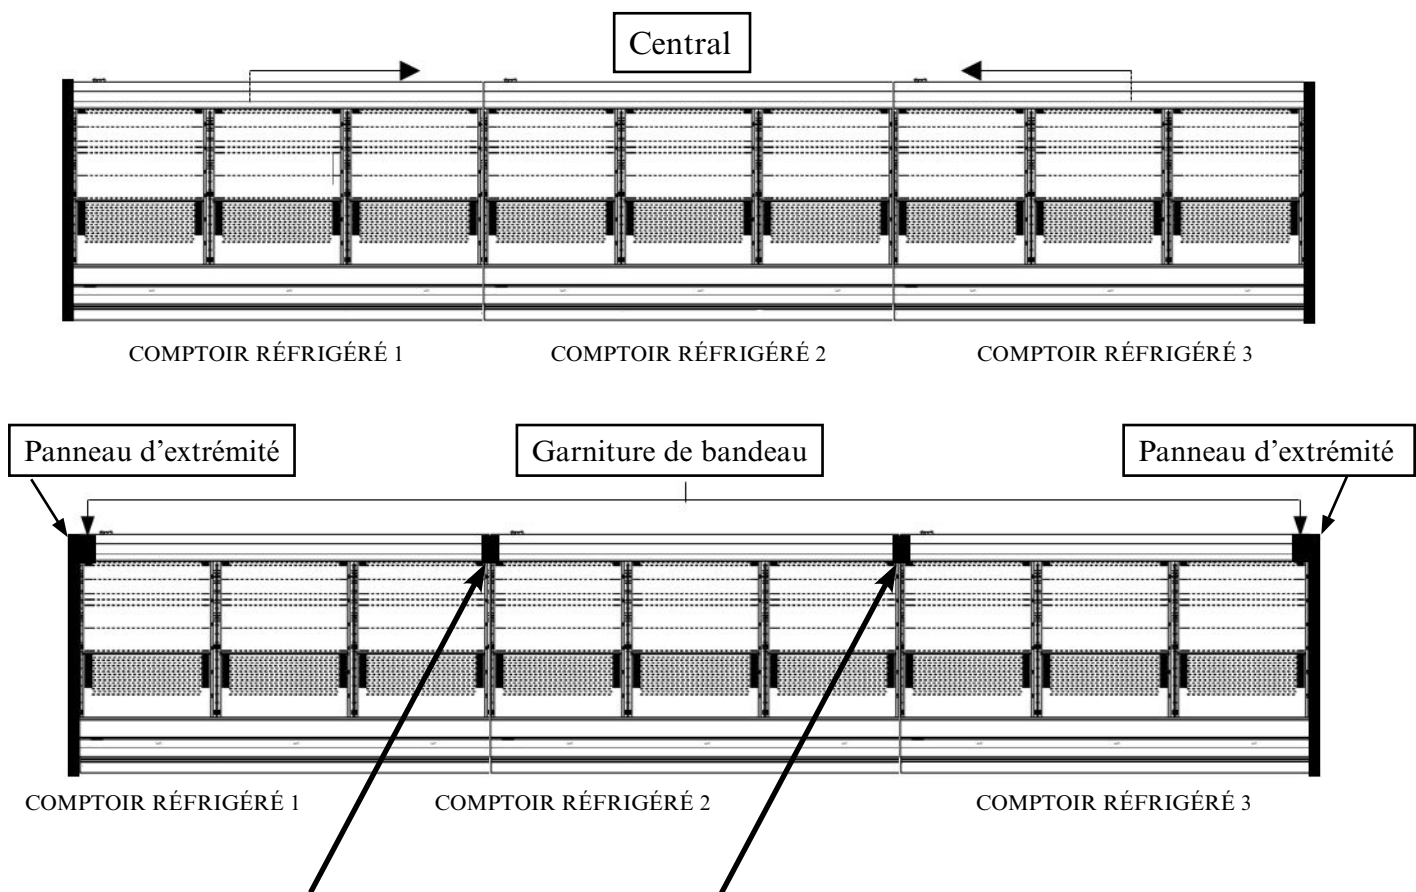 Central
COMPTOIR RÉFRIGÉRÉ 1
COMPTOIR RÉFRIGÉRÉ 2
COMPTOIR RÉFRIGÉRÉ 3
Panneau d’extrémité
Garniture de bandeau
Panneau d’extrémité
COMPTOIR RÉFRIGÉRÉ 1
COMPTOIR RÉFRIGÉRÉ 2
COMPTOIR RÉFRIGÉRÉ 3